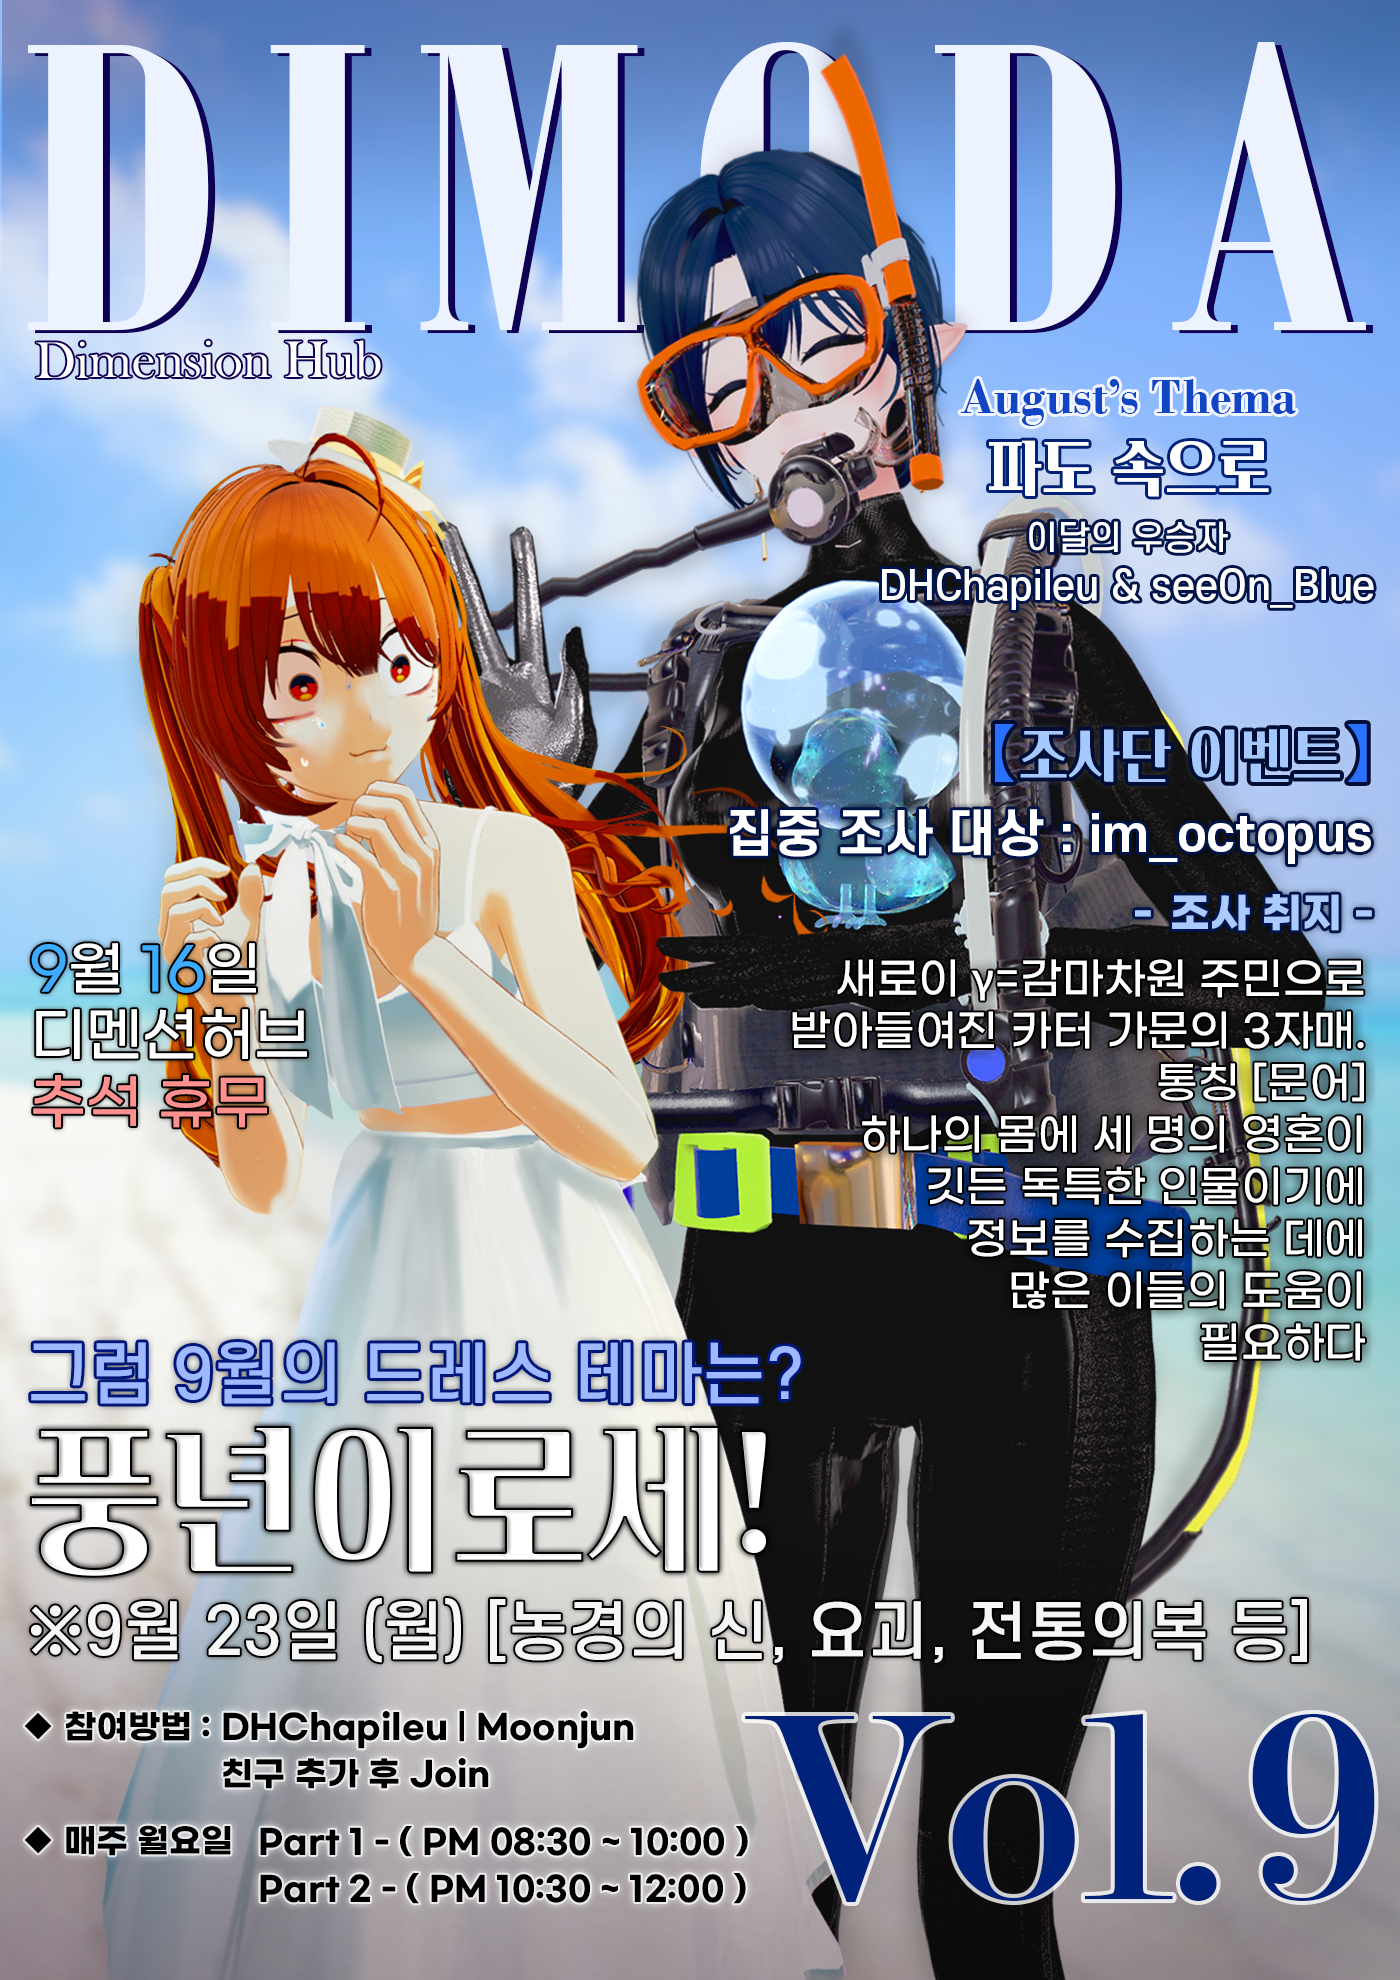 DIMODA
Dimension Hub
August's Thema
파도 속으로
이달의 우승자
DHChapileu & seeOn_Blue
【조사단 이벤트】
집중 조사 대상 : im_octopus
- 조사 취지 -
새로이 γ=감마차원 주민으로
받아들여진 카터 가문의 3자매.
통칭 [문어]
하나의 몸에 세 명의 영혼이
깃든 독특한 인물이기에
정보를 수집하는 데에
많은 이들의 도움이
필요하다
9월 16일
디멘션허브
추석 휴무
그럼 9월의 드레스 테마는?
풍년이로세!
※9월 23일 (월) [농경의 신, 요괴, 전통의복 등]
◆ 참여방법 : DHChapileu | Moonjun
친구 추가 후 Join
◆ 매주 월요일 Part 1 - ( PM 08:30 ~ 10:00 )
Part 2 - ( PM 10:30 ~ 12:00 )
Vol.9